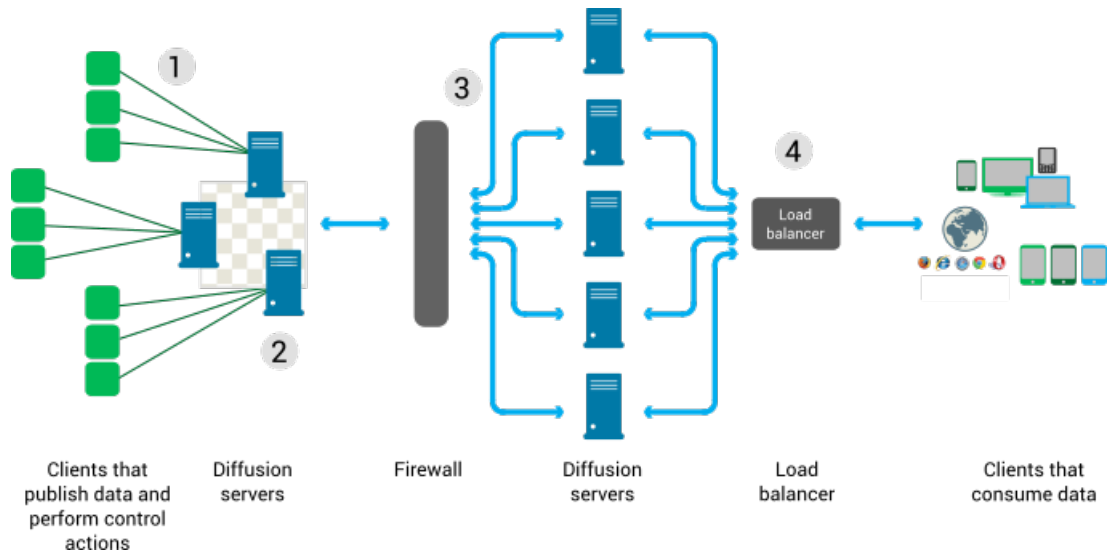 1
3
4
Load
balancer
2
Clients that
publish data and
perform control
actions
Diffusion
servers
Firewall
Diffusion
servers
Load
balancer
Clients that
consume data